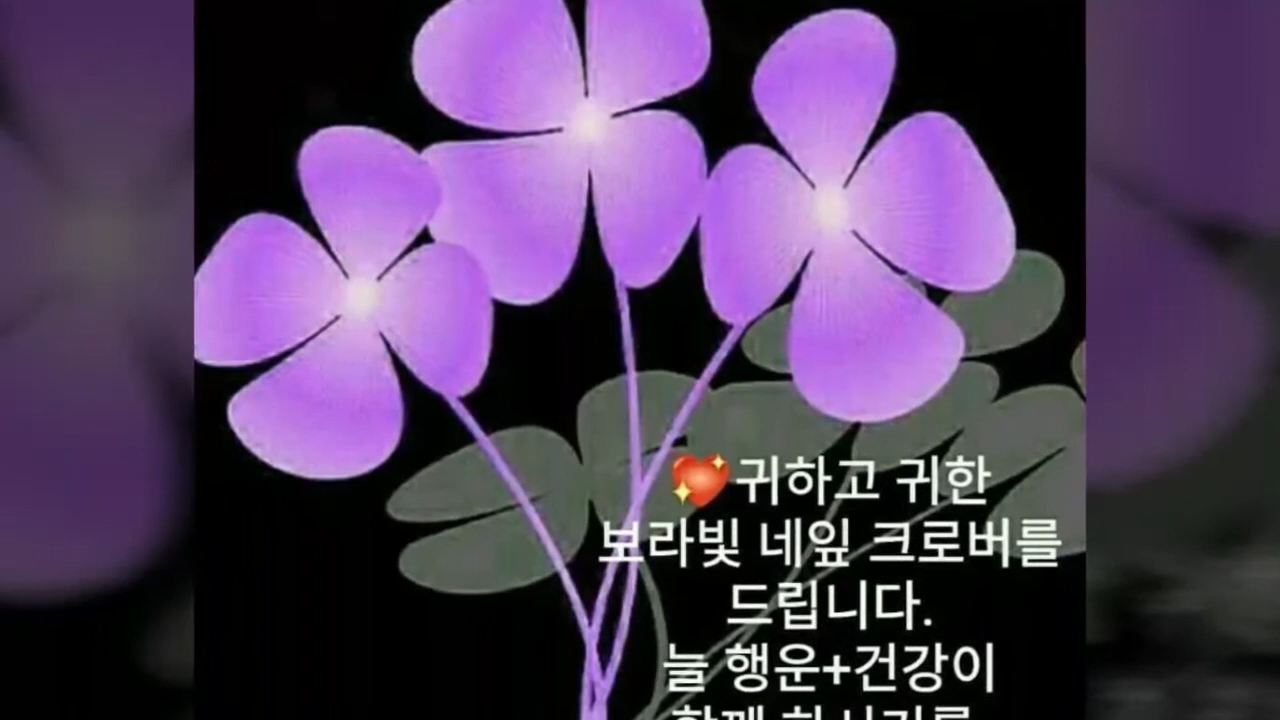 💖귀하고 귀한
보라빛 네잎 크로버를
드립니다.
늘 행운+건강이